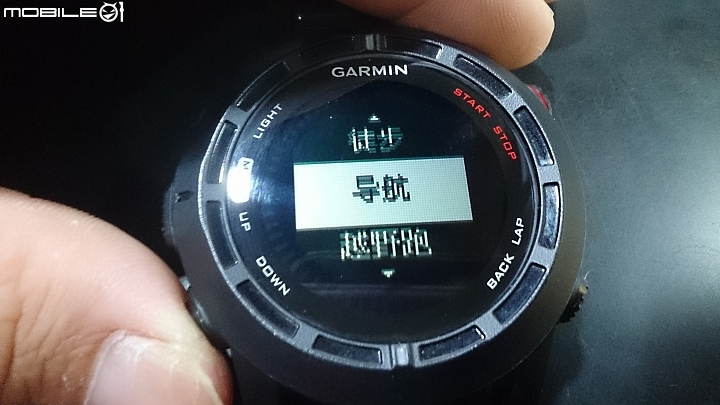 MOBILE01
GARMIN
LIGHT
START STOP
徒步
导航
越野跑
UP
DOWN
BACK LAP